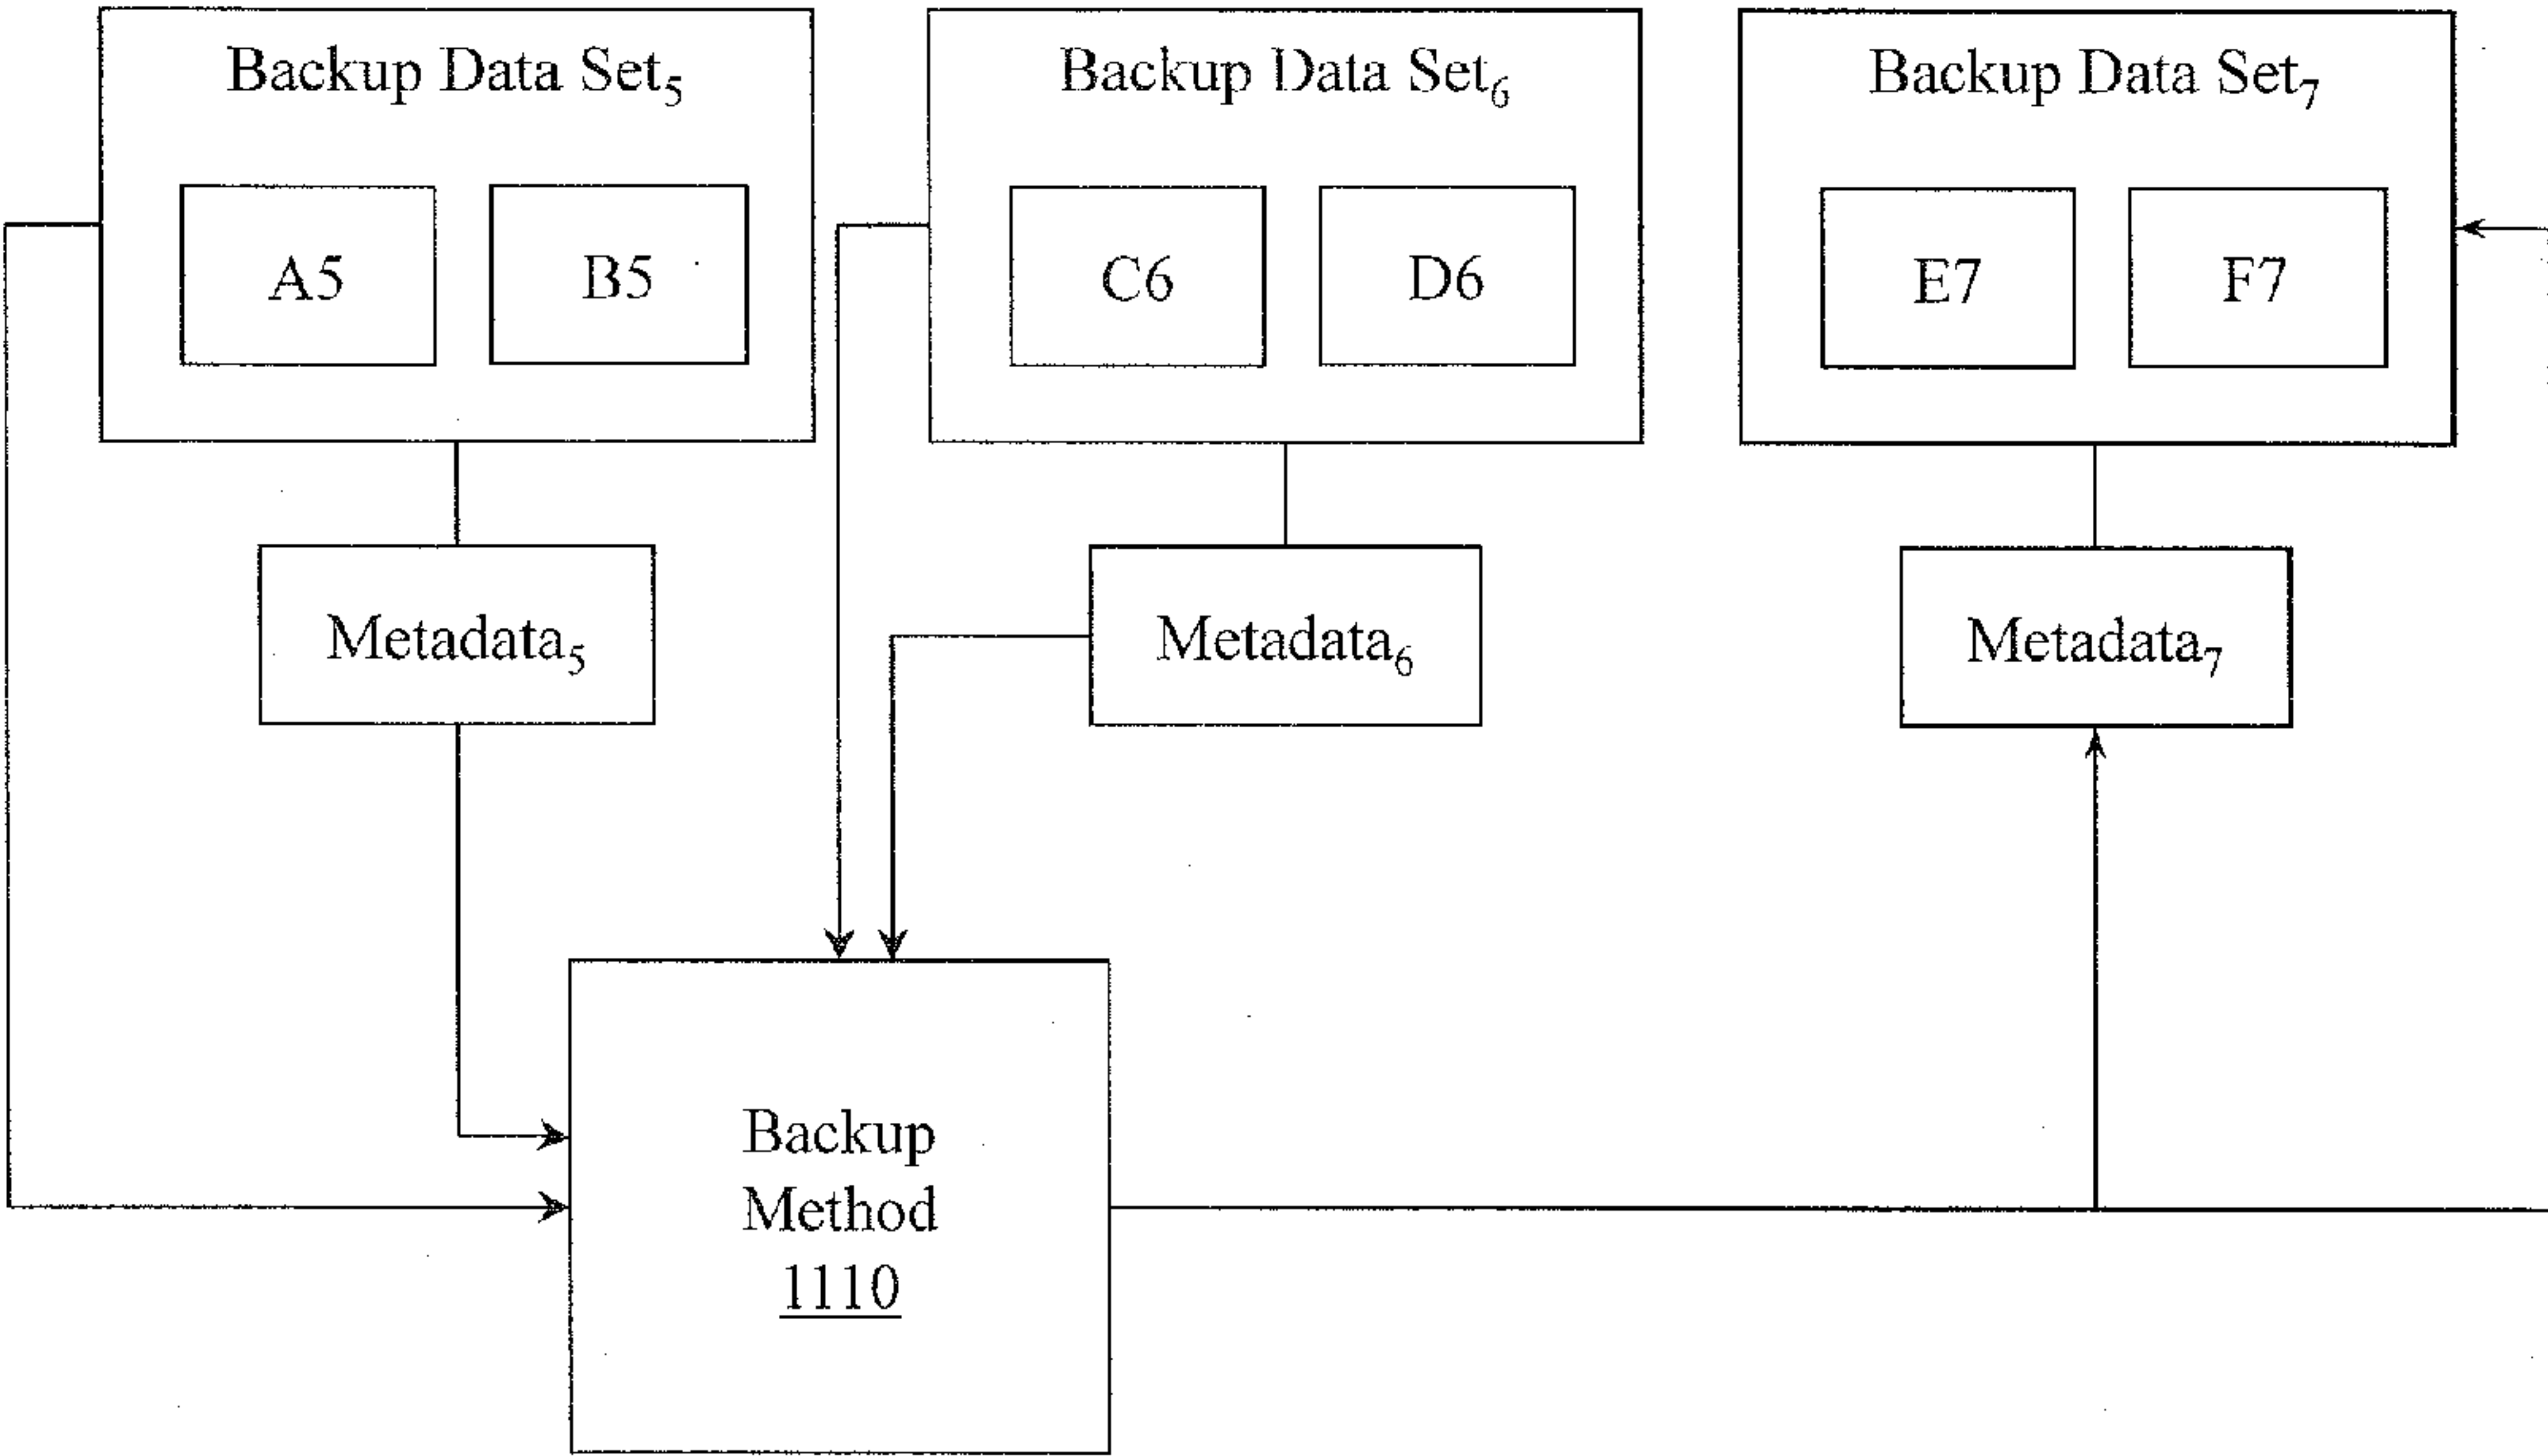 Backup Data Set₅
A5
B5
Backup Data Set₆
C6
D6
Backup Data Set₇
E7
F7
Metadata₅
Metadata₆
Metadata₇
Backup
Method
1110